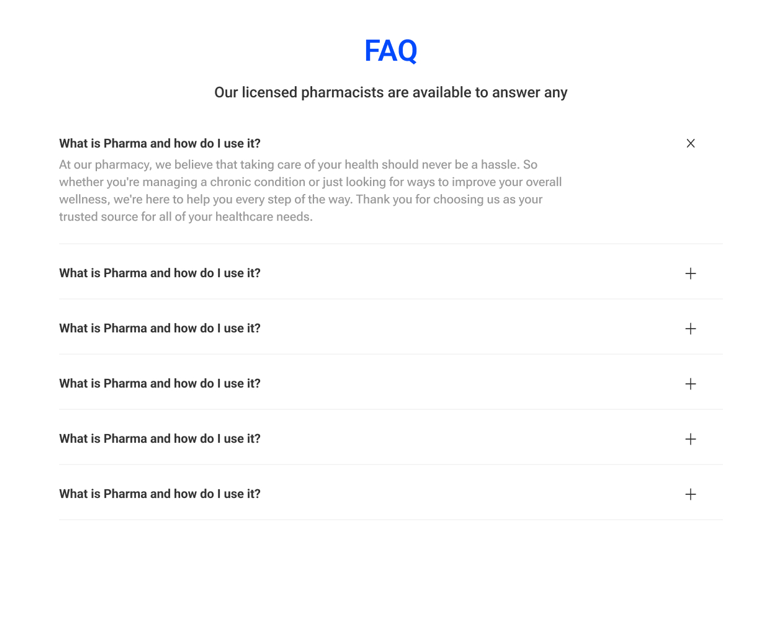 FAQ
Our licensed pharmacists are available to answer any
What is Pharma and how do I use it?
At our pharmacy, we believe that taking care of your health should never be a hassle. So
whether you're managing a chronic condition or just looking for ways to improve your overall
wellness, we're here to help you every step of the way. Thank you for choosing us as your
trusted source for all of your healthcare needs.
What is Pharma and how do I use it?
What is Pharma and how do I use it?
What is Pharma and how do I use it?
What is Pharma and how do I use it?
What is Pharma and how do I use it?